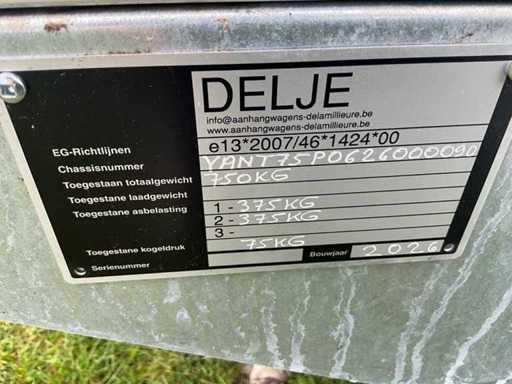 DELJE
info@aanhangwagens-delamillieure.be
www.aanhangwagens-delamillieure.be
EG-Richtlijnen e13*2007/46*1424*00
Chassisnummer YANT75P0626000090
Toegestaan totaalgewicht 750KG
Toegestane laadgewicht
Toegestane asbelasting 1 - 375KG
2 - 375KG
3 -
Toegestane kogeldruk 75KG
Serienummer Bouwjaar 2026